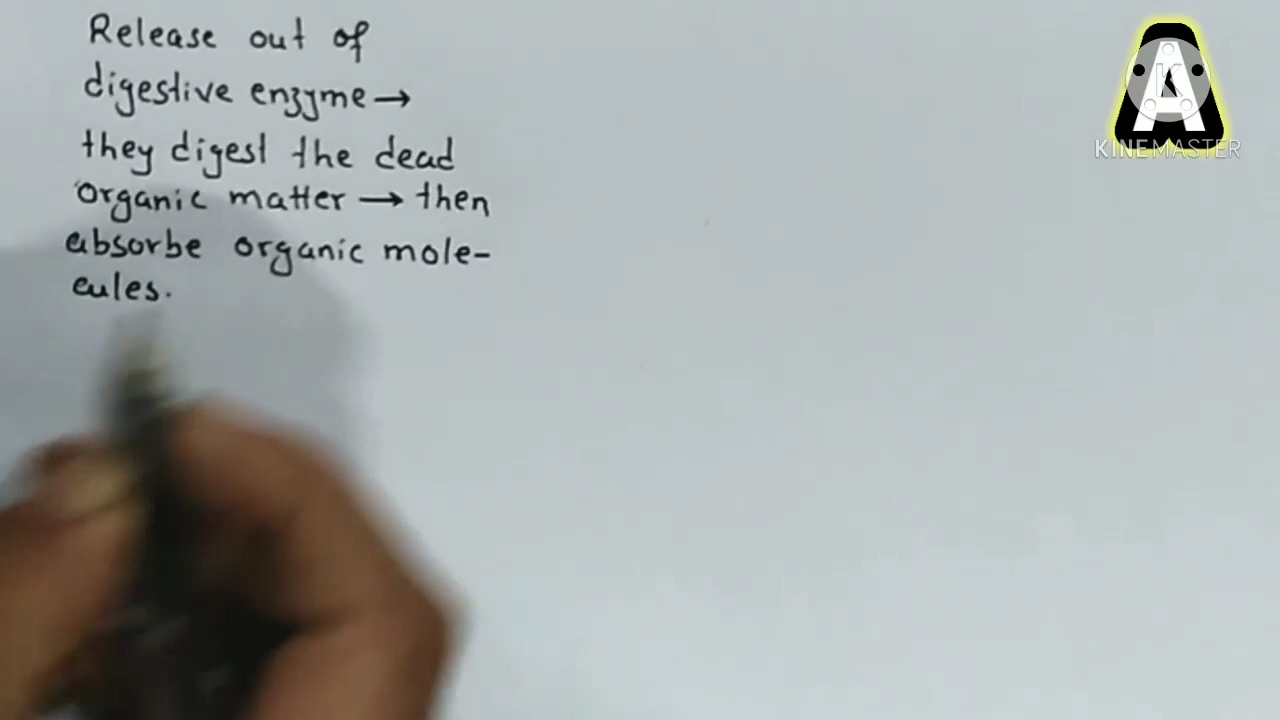 Release out of
digestive enzyme→
they digest the dead
organic matter → then
absorbe organic mole-
cules.
A
K
KINEMASTER